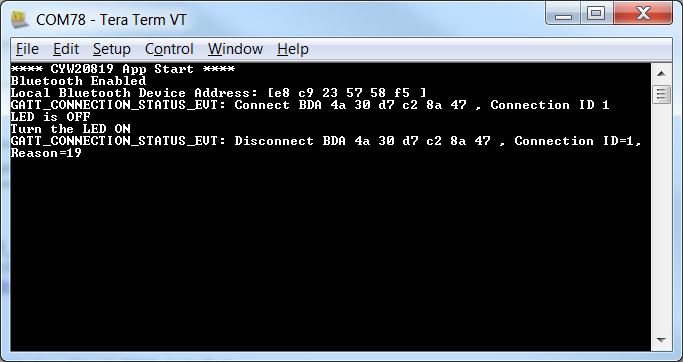 COM78 - Tera Term VT
File Edit Setup Control Window Help
**** CYW20819 App Start ****
Bluetooth Enabled
Local Bluetooth Device Address: [e8 c9 23 57 58 f5 ]
GATT_CONNECTION_STATUS_EVT: Connect BDA 4a 30 d7 c2 8a 47 , Connection ID 1
LED is OFF
Turn the LED ON
GATT_CONNECTION_STATUS_EVT: Disconnect BDA 4a 30 d7 c2 8a 47 , Connection ID=1,
Reason=19